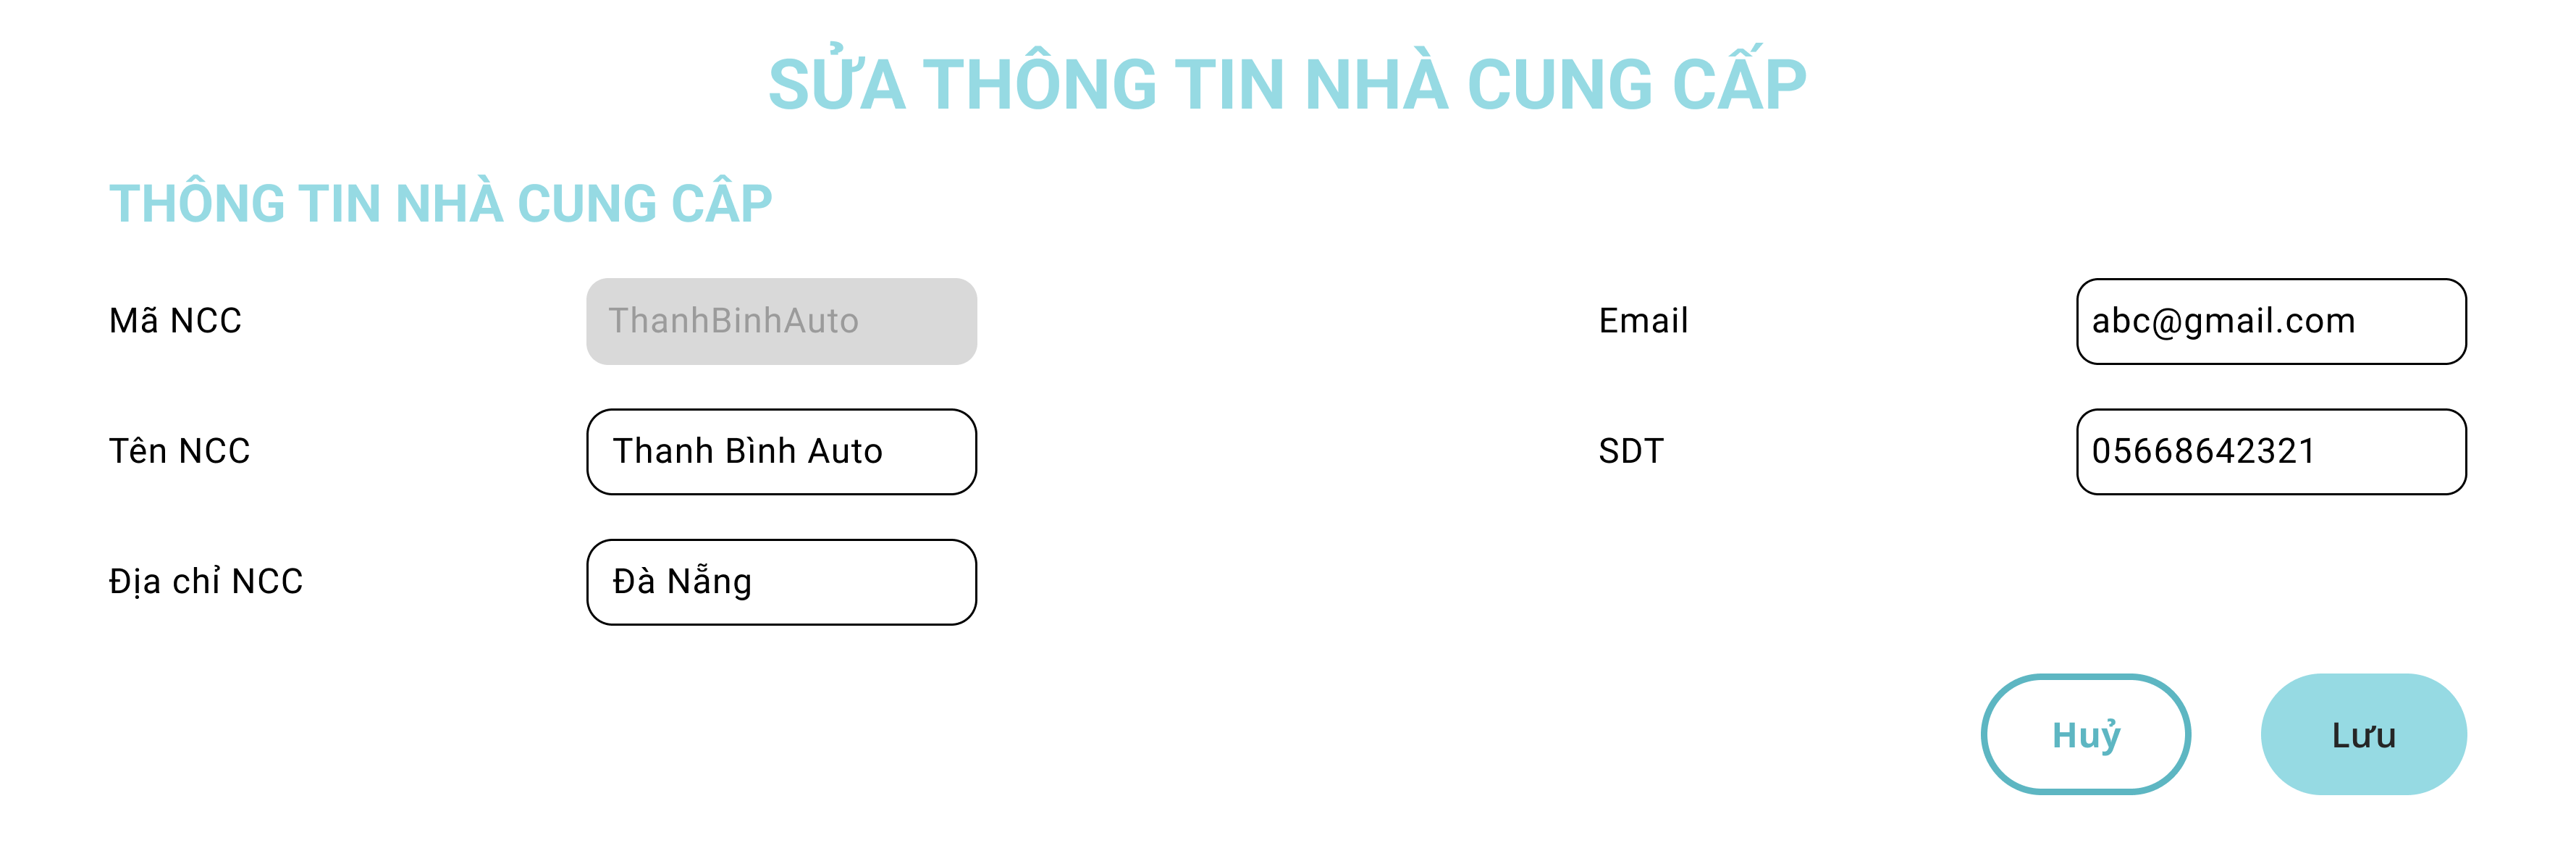 SỬA THÔNG TIN NHÀ CUNG CẤP
THÔNG TIN NHÀ CUNG CÂP
Mã NCC ThanhBinhAuto Email abc@gmail.com
Tên NCC Thanh Bình Auto SDT 05668642321
Địa chỉ NCC Đà Nẵng
Huỷ Lưu